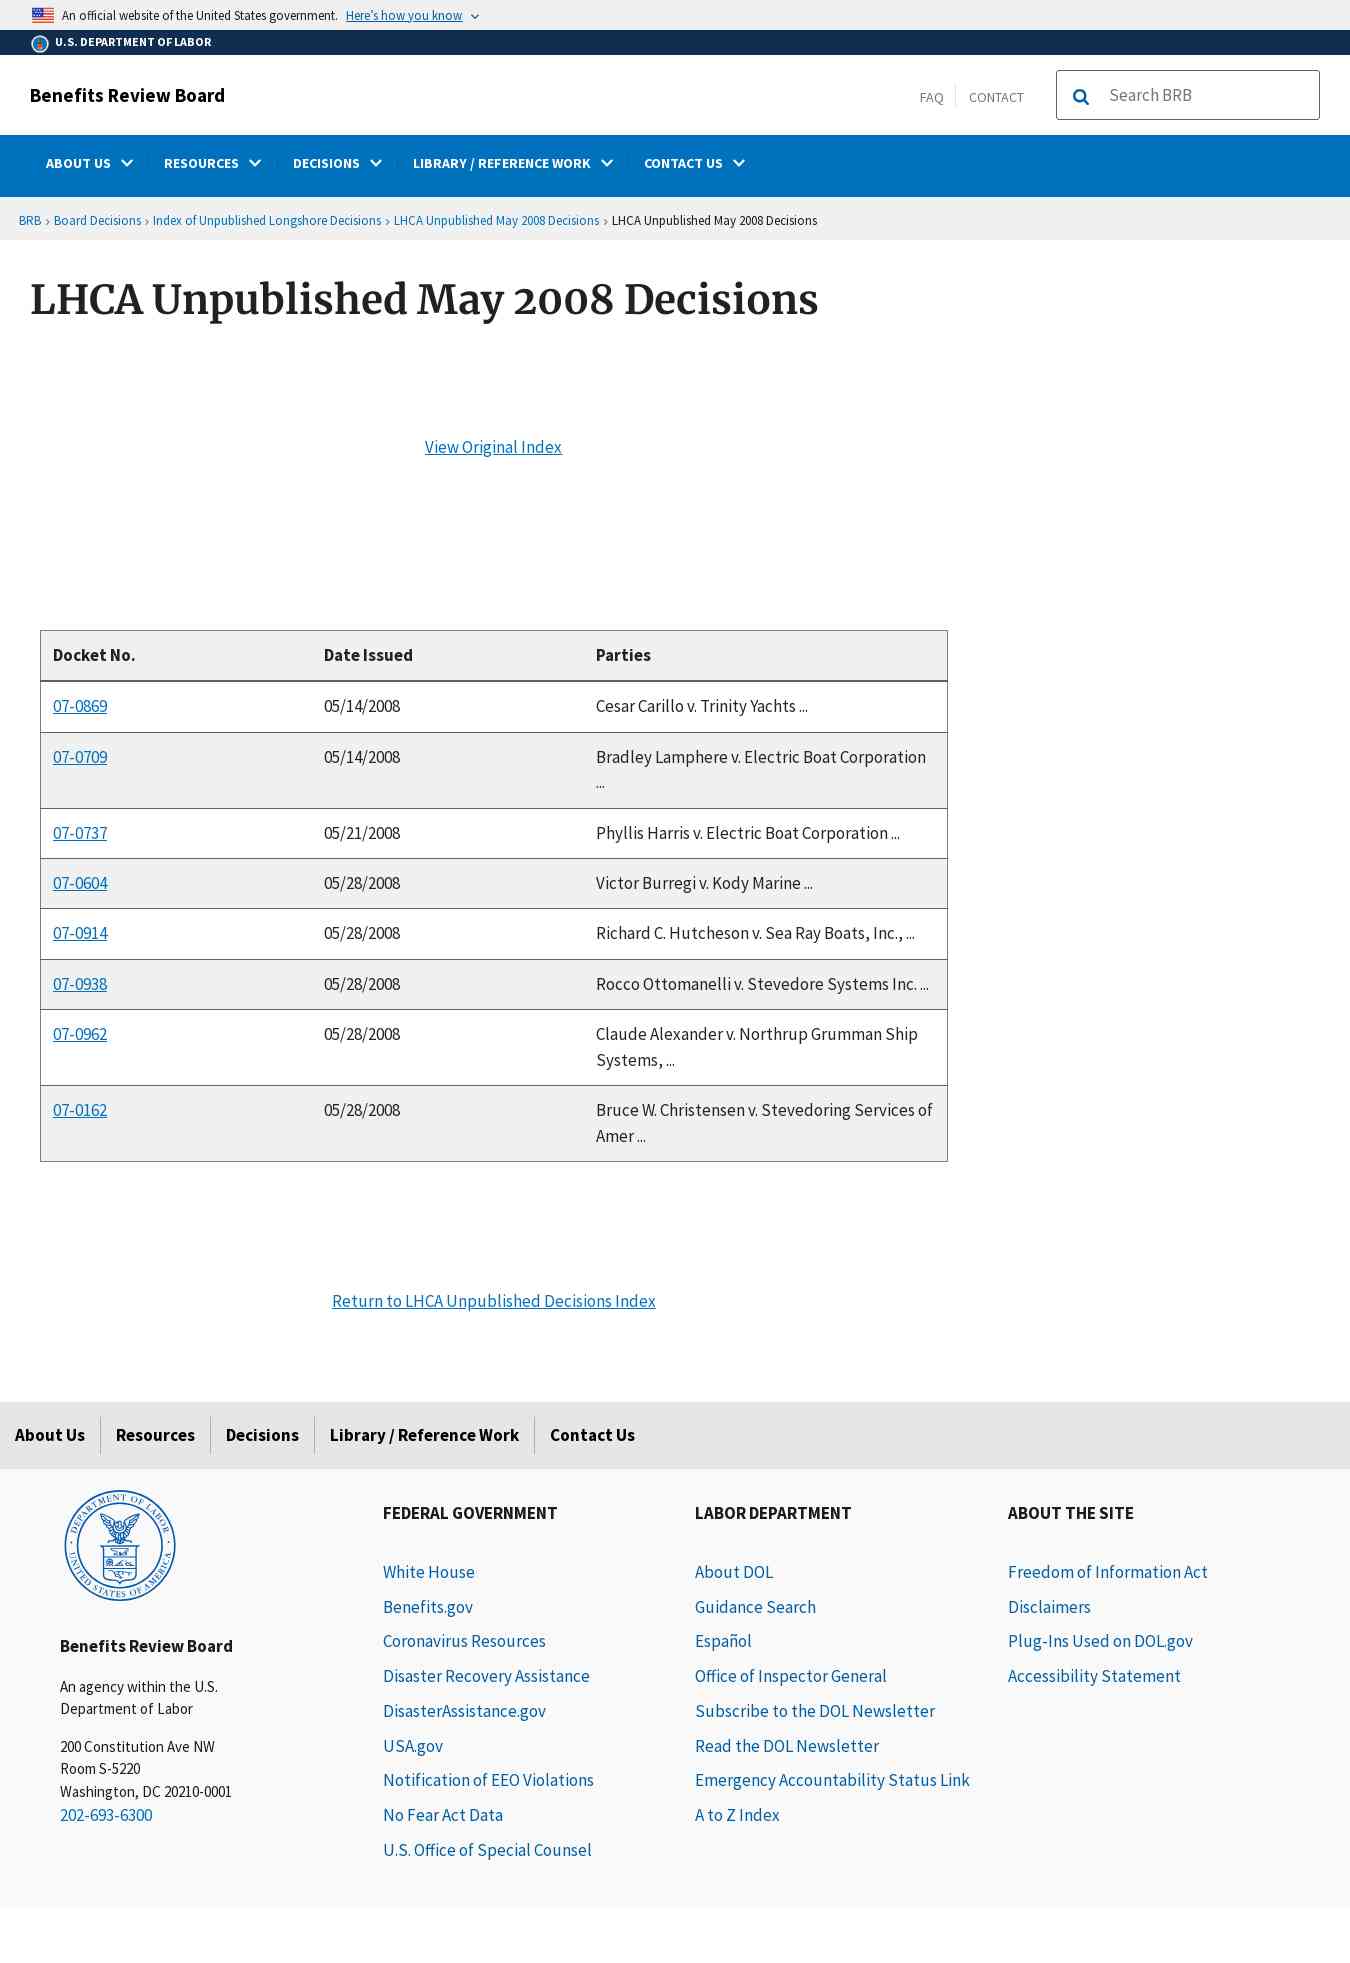 An official website of the United States government. Here's how you know
U.S. DEPARTMENT OF LABOR
Benefits Review Board
FAQ CONTACT Search BRB
ABOUT US RESOURCES DECISIONS LIBRARY / REFERENCE WORK CONTACT US
BRB › Board Decisions › Index of Unpublished Longshore Decisions › LHCA Unpublished May 2008 Decisions › LHCA Unpublished May 2008 Decisions
LHCA Unpublished May 2008 Decisions
View Original Index
Docket No. Date Issued Parties
07-0869 05/14/2008 Cesar Carillo v. Trinity Yachts ...
07-0709 05/14/2008 Bradley Lamphere v. Electric Boat Corporation
...
07-0737 05/21/2008 Phyllis Harris v. Electric Boat Corporation ...
07-0604 05/28/2008 Victor Burregi v. Kody Marine ...
07-0914 05/28/2008 Richard C. Hutcheson v. Sea Ray Boats, Inc., ...
07-0938 05/28/2008 Rocco Ottomanelli v. Stevedore Systems Inc. ...
07-0962 05/28/2008 Claude Alexander v. Northrup Grumman Ship
Systems, ...
07-0162 05/28/2008 Bruce W. Christensen v. Stevedoring Services of
Amer ...
Return to LHCA Unpublished Decisions Index
About Us Resources Decisions Library / Reference Work Contact Us
DEPARTMENT OF LABOR
UNITED STATES OF AMERICA
Benefits Review Board
An agency within the U.S.
Department of Labor
200 Constitution Ave NW
Room S-5220
Washington, DC 20210-0001
202-693-6300
FEDERAL GOVERNMENT
White House
Benefits.gov
Coronavirus Resources
Disaster Recovery Assistance
DisasterAssistance.gov
USA.gov
Notification of EEO Violations
No Fear Act Data
U.S. Office of Special Counsel
LABOR DEPARTMENT
About DOL
Guidance Search
Español
Office of Inspector General
Subscribe to the DOL Newsletter
Read the DOL Newsletter
Emergency Accountability Status Link
A to Z Index
ABOUT THE SITE
Freedom of Information Act
Disclaimers
Plug-Ins Used on DOL.gov
Accessibility Statement